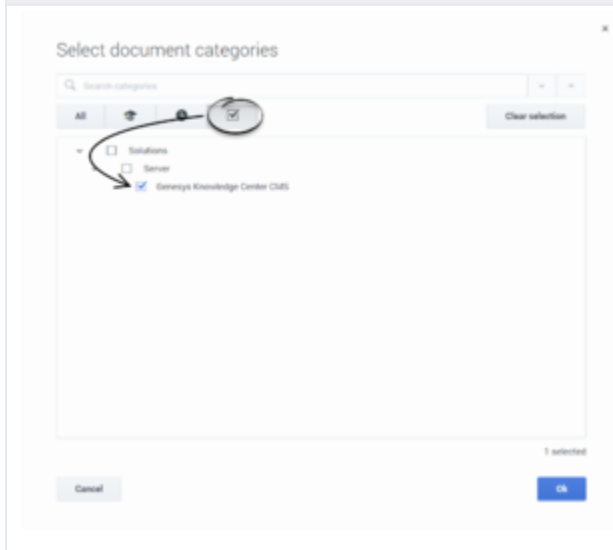 Select document categories
Search categories
All
Clear selection
Solutions
Server
Genesys Knowledge Center CMS
1 selected
Cancel
Ok